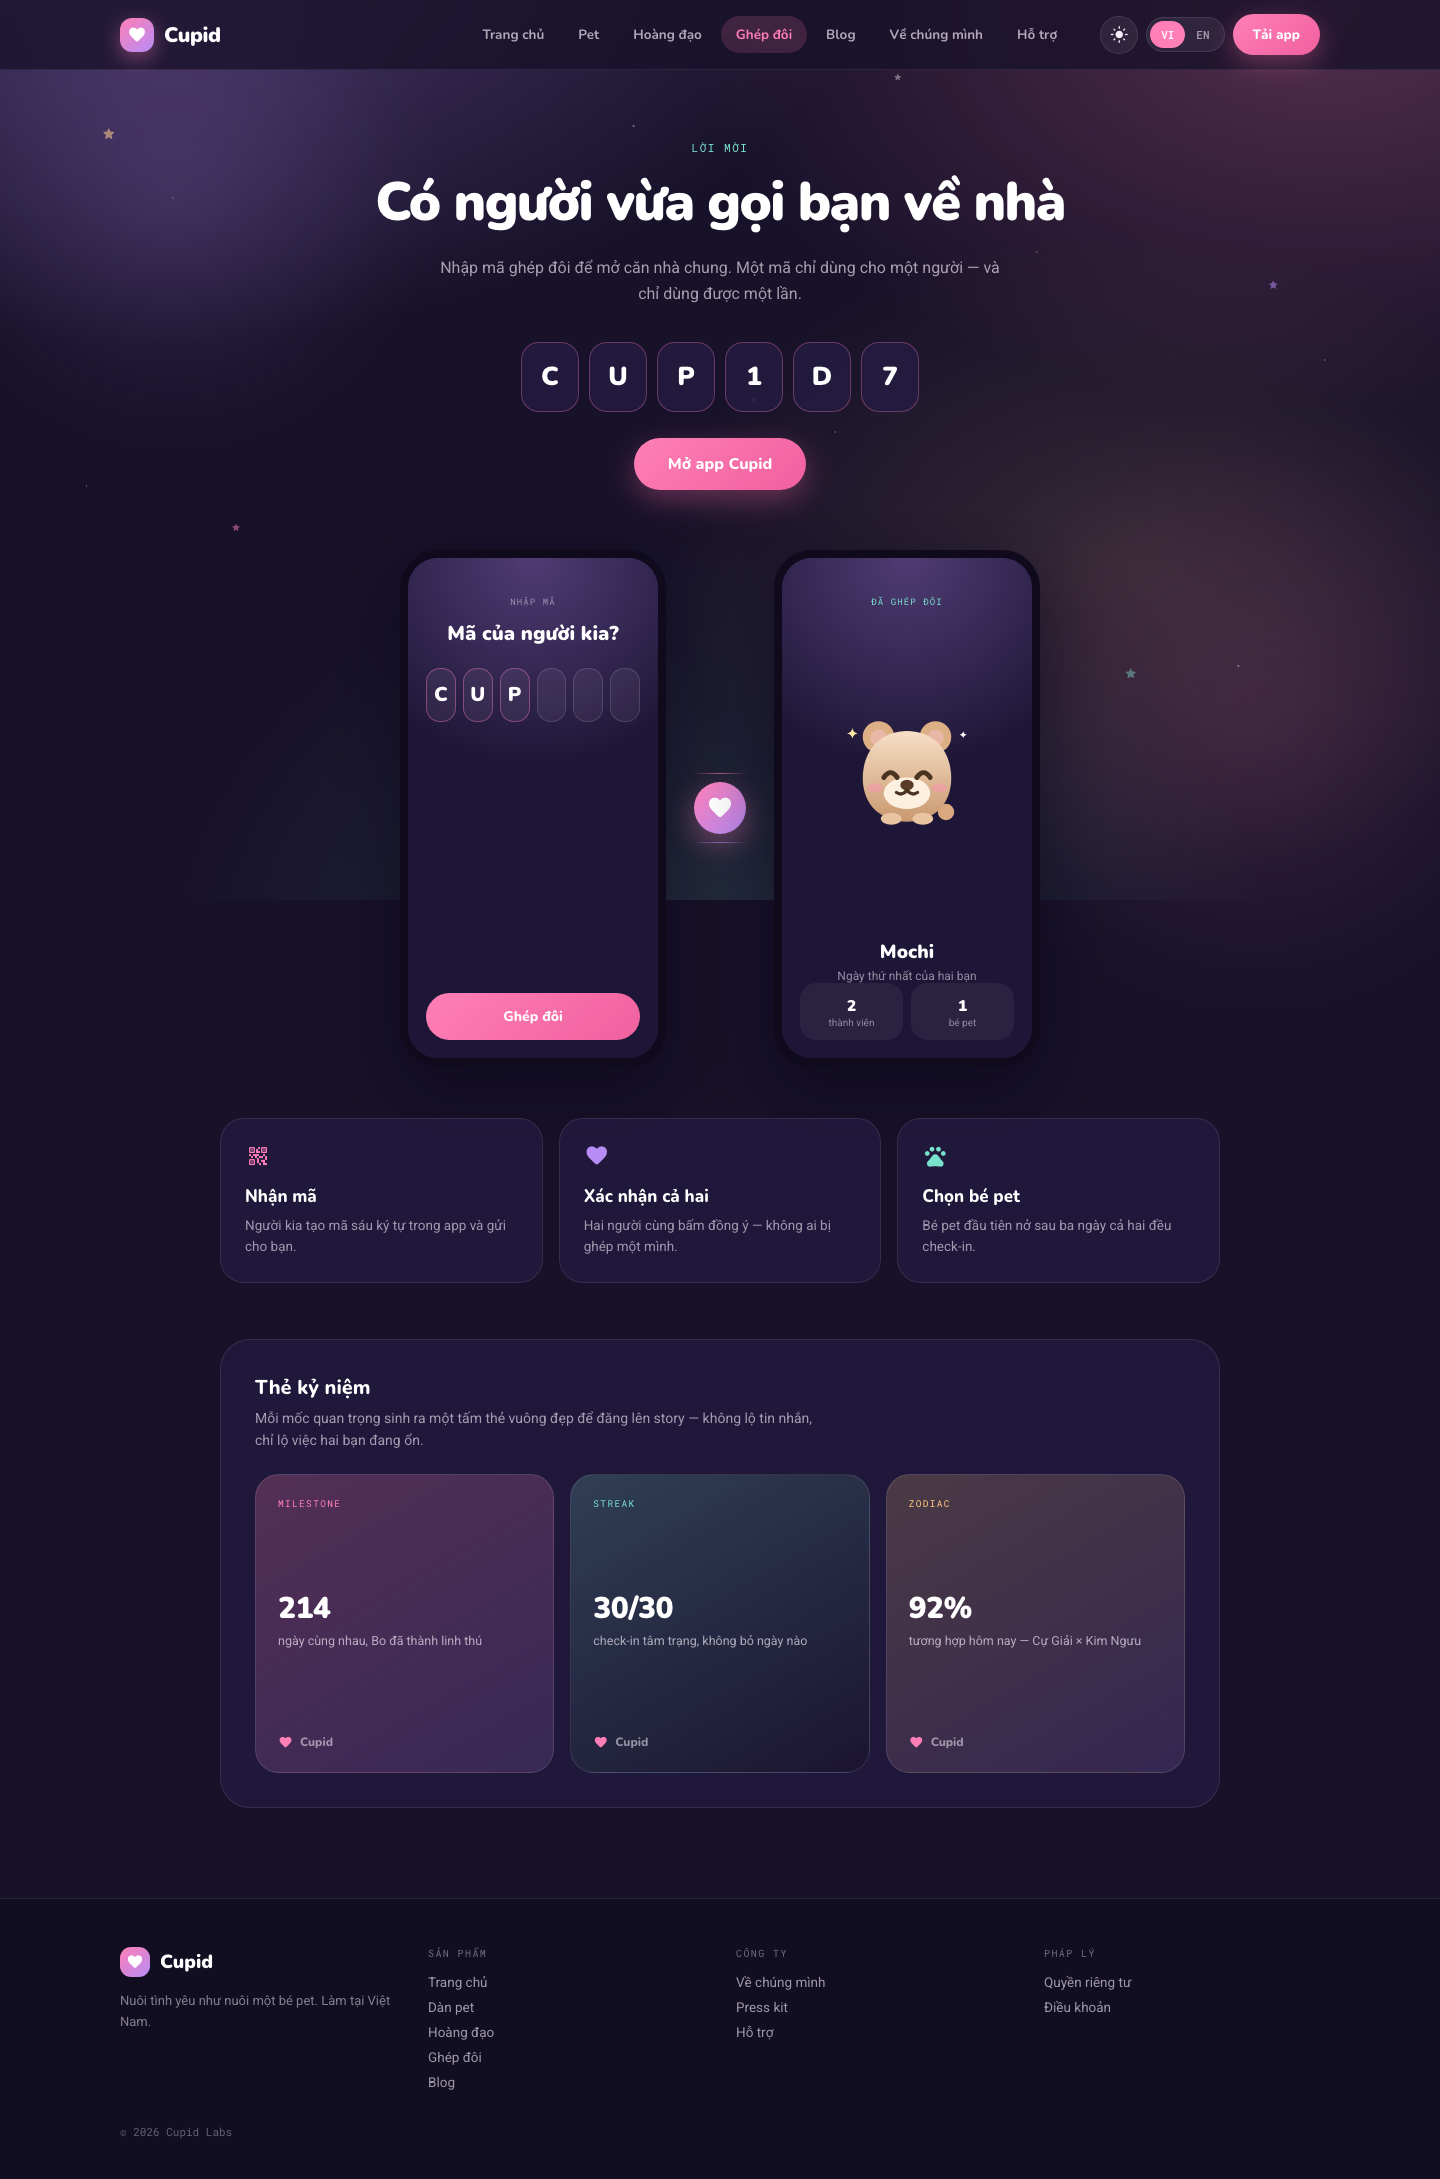 Cupid
Trang chủ
Pet
Hoàng đạo
Ghép đôi
Blog
Về chúng mình
Hỗ trợ
VI
EN
Tải app
LỜI MỜI
Có người vừa gọi bạn về nhà
Nhập mã ghép đôi để mở căn nhà chung. Một mã chỉ dùng cho một người — và
chỉ dùng được một lần.
C U P 1 D 7
Mở app Cupid
NHẬP MÃ
Mã của người kia?
C U P
Ghép đôi
ĐÃ GHÉP ĐÔI
Mochi
Ngày thứ nhất của hai bạn
2
thành viên
1
bé pet
Nhận mã
Người kia tạo mã sáu ký tự trong app và gửi
cho bạn.
Xác nhận cả hai
Hai người cùng bấm đồng ý — không ai bị
ghép một mình.
Chọn bé pet
Bé pet đầu tiên nở sau ba ngày cả hai đều
check-in.
Thẻ kỷ niệm
Mỗi mốc quan trọng sinh ra một tấm thẻ vuông đẹp để đăng lên story — không lộ tin nhắn,
chỉ lộ việc hai bạn đang ổn.
MILESTONE
214
ngày cùng nhau, Bo đã thành linh thú
Cupid
STREAK
30/30
check-in tâm trạng, không bỏ ngày nào
Cupid
ZODIAC
92%
tương hợp hôm nay — Cự Giải × Kim Ngưu
Cupid
Cupid
Nuôi tình yêu như nuôi một bé pet. Làm tại Việt
Nam.
SẢN PHẨM
Trang chủ
Dàn pet
Hoàng đạo
Ghép đôi
Blog
CÔNG TY
Về chúng mình
Press kit
Hỗ trợ
PHÁP LÝ
Quyền riêng tư
Điều khoản
© 2026 Cupid Labs